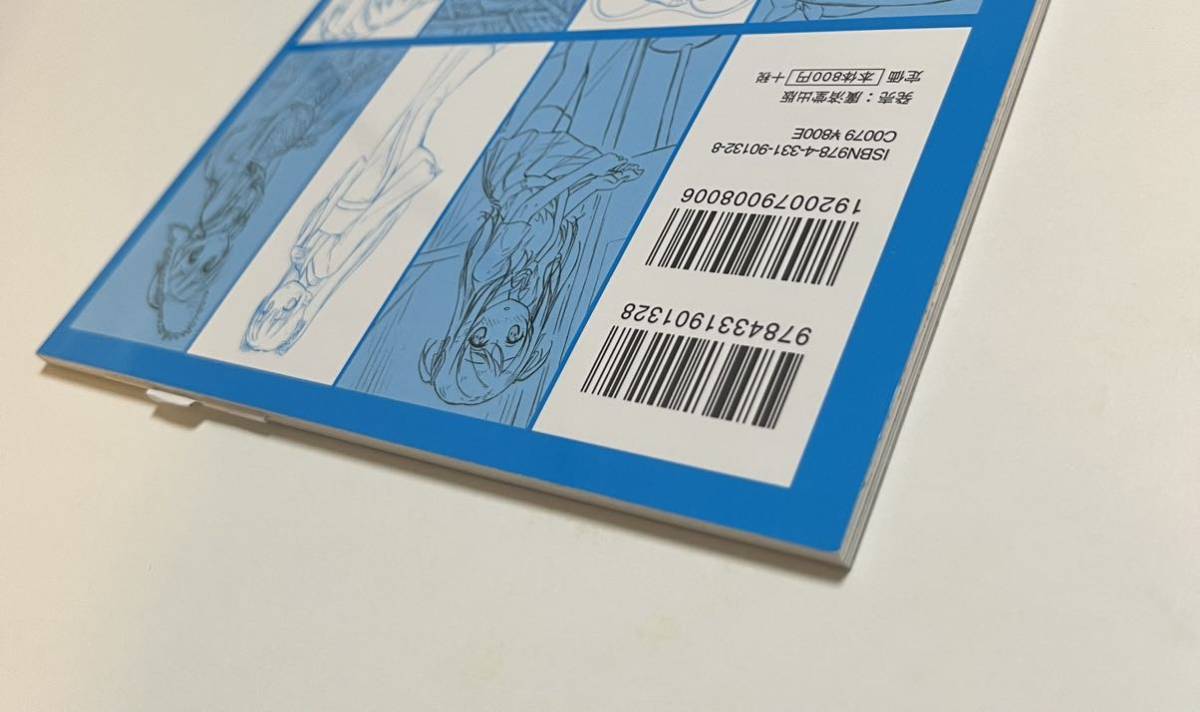 9784331901328
1920079008006
ISBN978-4-331-90132-8
C0079 ¥800E
発売：廣済堂出版
定価 本体800円 ＋税